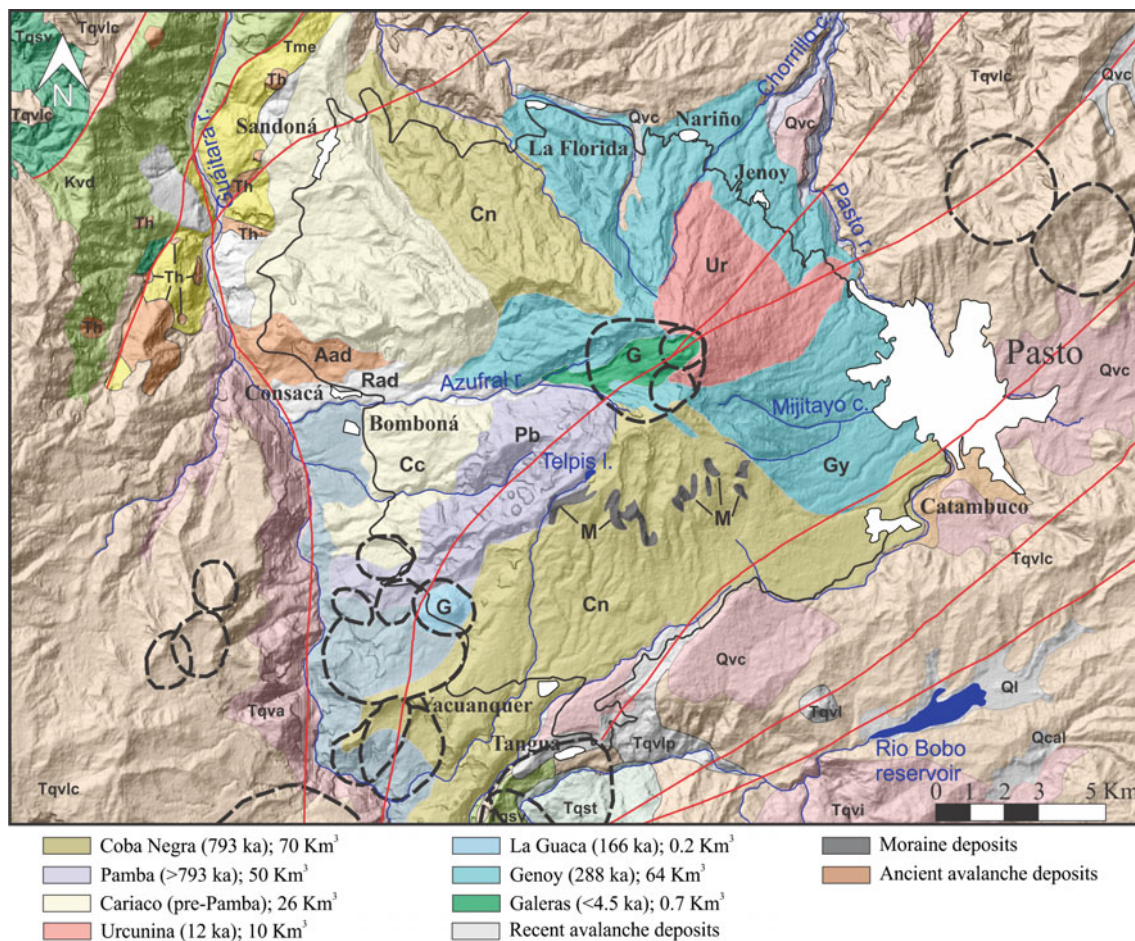 Tqsv
Tqvlc
Tme
Chorrillo c.
Tb
Tqvlc
Qvc
N
Tqvlc
Sandoná
Qvc
Nariño
Qvc
La Florida
Guaitara r.
Jenoy
Kvd
Th
Pasto r.
Cn
Th
Th
Ur
Th
Tb
G
Pasto
Aad
Rad
Azufral r.
Qvc
Consacá
Mijitayo c.
Bomboná
Pb
Cc
Telpis l.
Gy
M
M
Catambuco
Tqvlc
G
Cn
Qvc
Ql
Yacuanquer
Tqva
Tqvl
Tangua
Tqvlp
Rio Bobo
reservoir
Qcal
Tqvlc
Tqst
Tqsv
Tqvi
0 1 2 3 5 Km
Coba Negra (793 ka); 70 Km³
Pamba (>793 ka); 50 Km³
Cariaco (pre-Pamba); 26 Km³
Urcunina (12 ka); 10 Km³
La Guaca (166 ka); 0.2 Km³
Genoy (288 ka); 64 Km³
Galeras (<4.5 ka); 0.7 Km³
Recent avalanche deposits
Moraine deposits
Ancient avalanche deposits